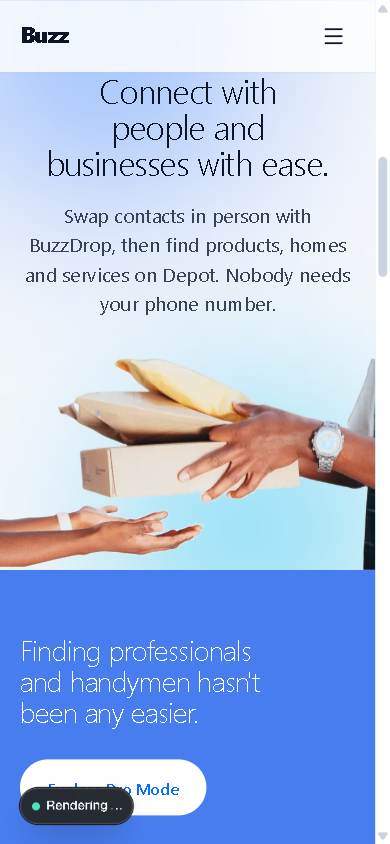 Buzz
Connect with
people and
businesses with ease.
Swap contacts in person with
BuzzDrop, then find products, homes
and services on Depot. Nobody needs
your phone number.
Finding professionals
and handymen hasn't
been any easier.
Pro Mode
Rendering ...